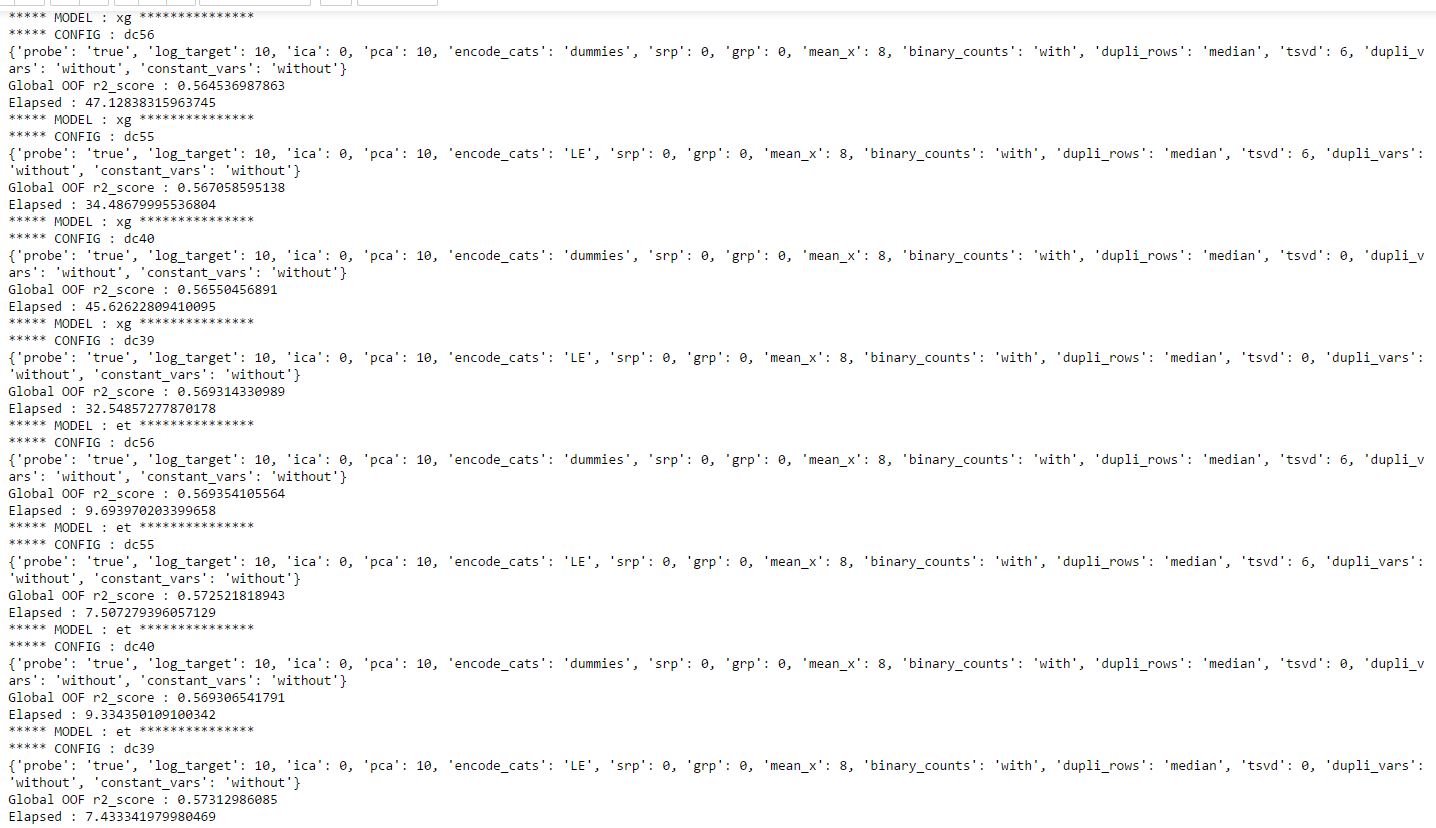 ***** MODEL : xg ***************
***** CONFIG : dc56
{'probe': 'true', 'log_target': 10, 'ica': 0, 'pca': 10, 'encode_cats': 'dummies', 'srp': 0, 'grp': 0, 'mean_x': 8, 'binary_counts': 'with', 'dupli_rows': 'median', 'tsvd': 6, 'dupli_v
ars': 'without', 'constant_vars': 'without'}
Global OOF r2_score : 0.564536987863
Elapsed : 47.12838315963745
***** MODEL : xg ***************
***** CONFIG : dc55
{'probe': 'true', 'log_target': 10, 'ica': 0, 'pca': 10, 'encode_cats': 'LE', 'srp': 0, 'grp': 0, 'mean_x': 8, 'binary_counts': 'with', 'dupli_rows': 'median', 'tsvd': 6, 'dupli_vars':
'without', 'constant_vars': 'without'}
Global OOF r2_score : 0.567058595138
Elapsed : 34.48679995536804
***** MODEL : xg ***************
***** CONFIG : dc40
{'probe': 'true', 'log_target': 10, 'ica': 0, 'pca': 10, 'encode_cats': 'dummies', 'srp': 0, 'grp': 0, 'mean_x': 8, 'binary_counts': 'with', 'dupli_rows': 'median', 'tsvd': 0, 'dupli_v
ars': 'without', 'constant_vars': 'without'}
Global OOF r2_score : 0.56550456891
Elapsed : 45.62622809410095
***** MODEL : xg ***************
***** CONFIG : dc39
{'probe': 'true', 'log_target': 10, 'ica': 0, 'pca': 10, 'encode_cats': 'LE', 'srp': 0, 'grp': 0, 'mean_x': 8, 'binary_counts': 'with', 'dupli_rows': 'median', 'tsvd': 0, 'dupli_vars':
'without', 'constant_vars': 'without'}
Global OOF r2_score : 0.569314330989
Elapsed : 32.54857277870178
***** MODEL : et ***************
***** CONFIG : dc56
{'probe': 'true', 'log_target': 10, 'ica': 0, 'pca': 10, 'encode_cats': 'dummies', 'srp': 0, 'grp': 0, 'mean_x': 8, 'binary_counts': 'with', 'dupli_rows': 'median', 'tsvd': 6, 'dupli_v
ars': 'without', 'constant_vars': 'without'}
Global OOF r2_score : 0.569354105564
Elapsed : 9.693970203399658
***** MODEL : et ***************
***** CONFIG : dc55
{'probe': 'true', 'log_target': 10, 'ica': 0, 'pca': 10, 'encode_cats': 'LE', 'srp': 0, 'grp': 0, 'mean_x': 8, 'binary_counts': 'with', 'dupli_rows': 'median', 'tsvd': 6, 'dupli_vars':
'without', 'constant_vars': 'without'}
Global OOF r2_score : 0.572521818943
Elapsed : 7.507279396057129
***** MODEL : et ***************
***** CONFIG : dc40
{'probe': 'true', 'log_target': 10, 'ica': 0, 'pca': 10, 'encode_cats': 'dummies', 'srp': 0, 'grp': 0, 'mean_x': 8, 'binary_counts': 'with', 'dupli_rows': 'median', 'tsvd': 0, 'dupli_v
ars': 'without', 'constant_vars': 'without'}
Global OOF r2_score : 0.569306541791
Elapsed : 9.334350109100342
***** MODEL : et ***************
***** CONFIG : dc39
{'probe': 'true', 'log_target': 10, 'ica': 0, 'pca': 10, 'encode_cats': 'LE', 'srp': 0, 'grp': 0, 'mean_x': 8, 'binary_counts': 'with', 'dupli_rows': 'median', 'tsvd': 0, 'dupli_vars':
'without', 'constant_vars': 'without'}
Global OOF r2_score : 0.57312986085
Elapsed : 7.433341979980469